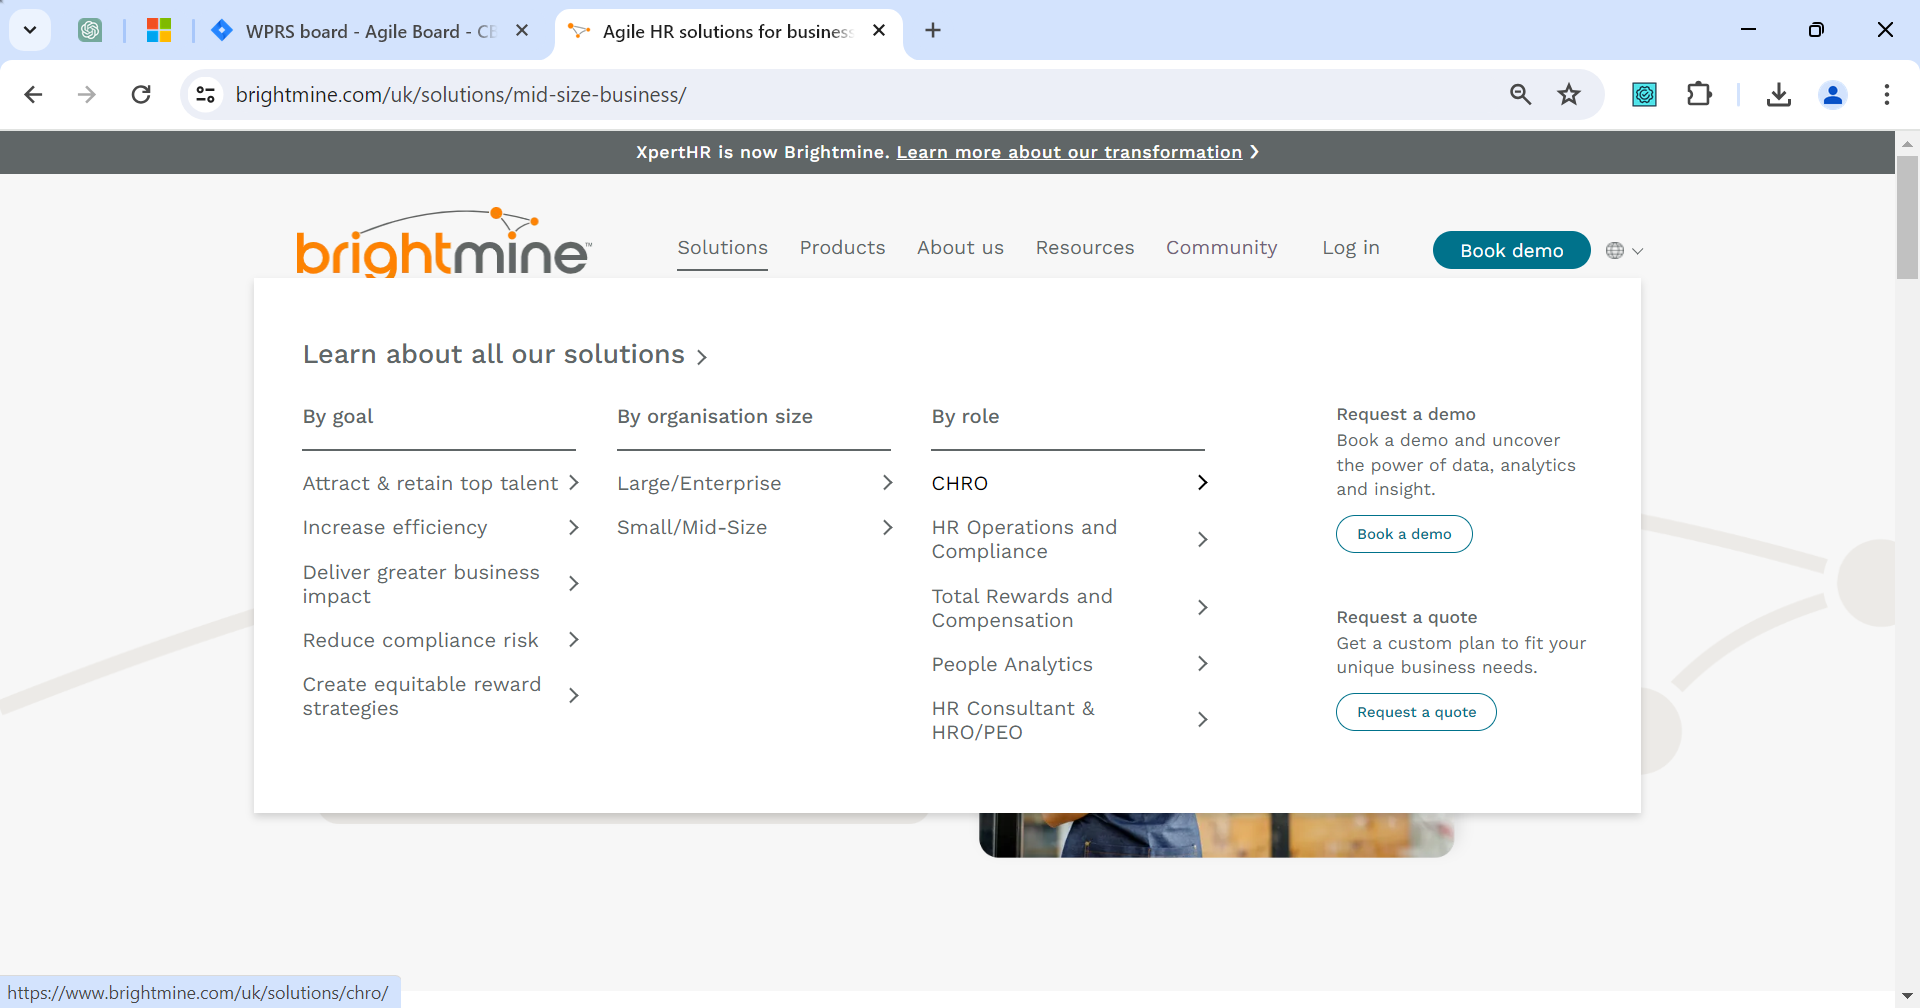 WPRS board - Agile Board - CE
Agile HR solutions for business
brightmine.com/uk/solutions/mid-size-business/
XpertHR is now Brightmine. Learn more about our transformation
brightmine™
Solutions
Products
About us
Resources
Community
Log in
Book demo
Learn about all our solutions
By goal
Attract & retain top talent
Increase efficiency
Deliver greater business
impact
Reduce compliance risk
Create equitable reward
strategies
By organisation size
Large/Enterprise
Small/Mid-Size
By role
CHRO
HR Operations and
Compliance
Total Rewards and
Compensation
People Analytics
HR Consultant &
HRO/PEO
Request a demo
Book a demo and uncover
the power of data, analytics
and insight.
Book a demo
Request a quote
Get a custom plan to fit your
unique business needs.
Request a quote
https://www.brightmine.com/uk/solutions/chro/